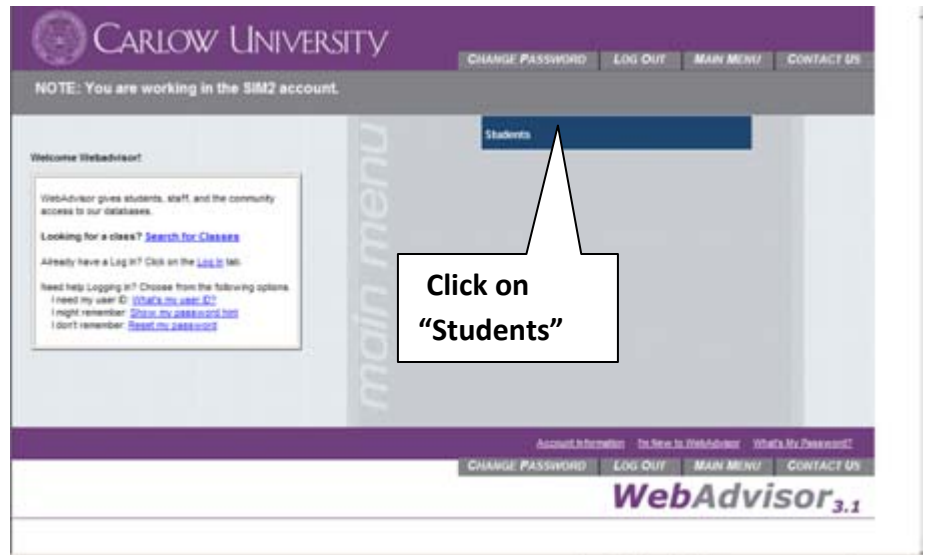 CARLOW UNIVERSITY
CHANGE PASSWORD LOG OUT MAIN MENU CONTACT US
NOTE: You are working in the SIM2 account.
Students
Welcome Webadvisor!
main menu
WebAdvisor gives students, staff, and the community
access to our databases.
Looking for a class? Search for Classes
Already have a Log In? Click on the Log In tab.
Need help Logging in? Choose from the following options
I need my user ID: What's my user ID?
I might remember: Show my password hint
I don't remember: Reset my password
Click on
“Students”
Account Information I'm New to WebAdvisor What's My Password?
CHANGE PASSWORD LOG OUT MAIN MENU CONTACT US
WebAdvisor 3.1